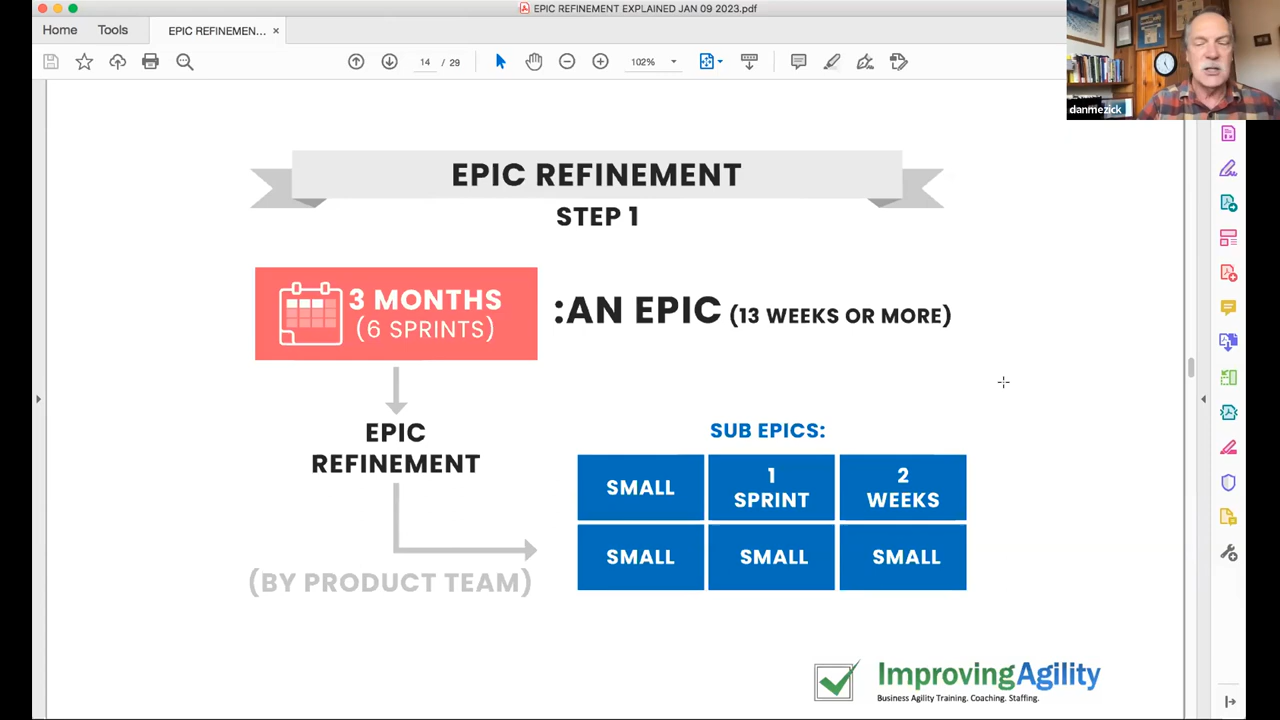 EPIC REFINEMENT EXPLAINED JAN 09 2023.pdf
Home
Tools
EPIC REFINEMEN...
14 / 29
102%
danmezick
EPIC REFINEMENT
STEP 1
3 MONTHS
(6 SPRINTS)
:AN EPIC (13 WEEKS OR MORE)
EPIC
REFINEMENT
(BY PRODUCT TEAM)
SUB EPICS:
SMALL
1
SPRINT
2
WEEKS
SMALL
SMALL
SMALL
ImprovingAgility
Business Agility Training. Coaching. Staffing.